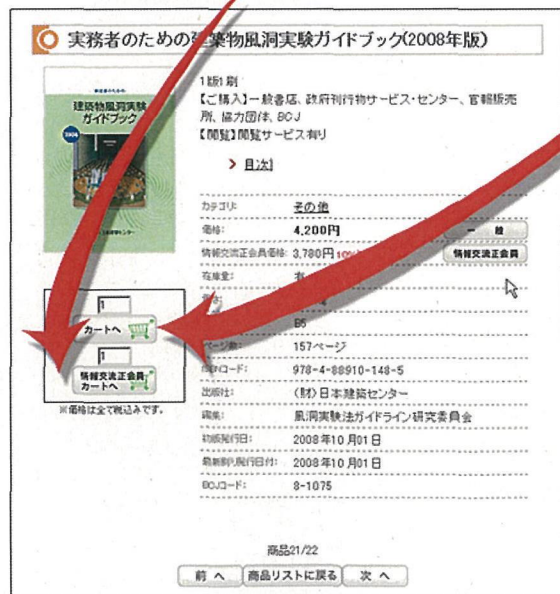 実務者のための建築物風洞実験ガイドブック(2008年版)
建築物風洞実験
ガイドブック
2008
1版1刷
【ご購入】一般書店、政府刊行物サービス・センター、官報販売
所、協力団体、BCJ
【閲覧】閲覧サービス有り
> 目次]
カテゴリ: その他
価格: 4,200円 一 般
情報交流正会員価格: 3,780円 10% 情報交流正会員
在庫量: 有
B5
ページ数: 157ページ
コード: 978-4-88910-148-5
出版社: (財)日本建築センター
編集: 風洞実験法ガイドライン研究委員会
初版発行日: 2008年10月01日
最新刷り発行日付: 2008年10月01日
BCJコード: 8-1075
1
カートへ
1
情報交流正会員
カートへ
※価格は全て税込みです。
商品21/22
前 へ 商品リストに戻る 次 へ